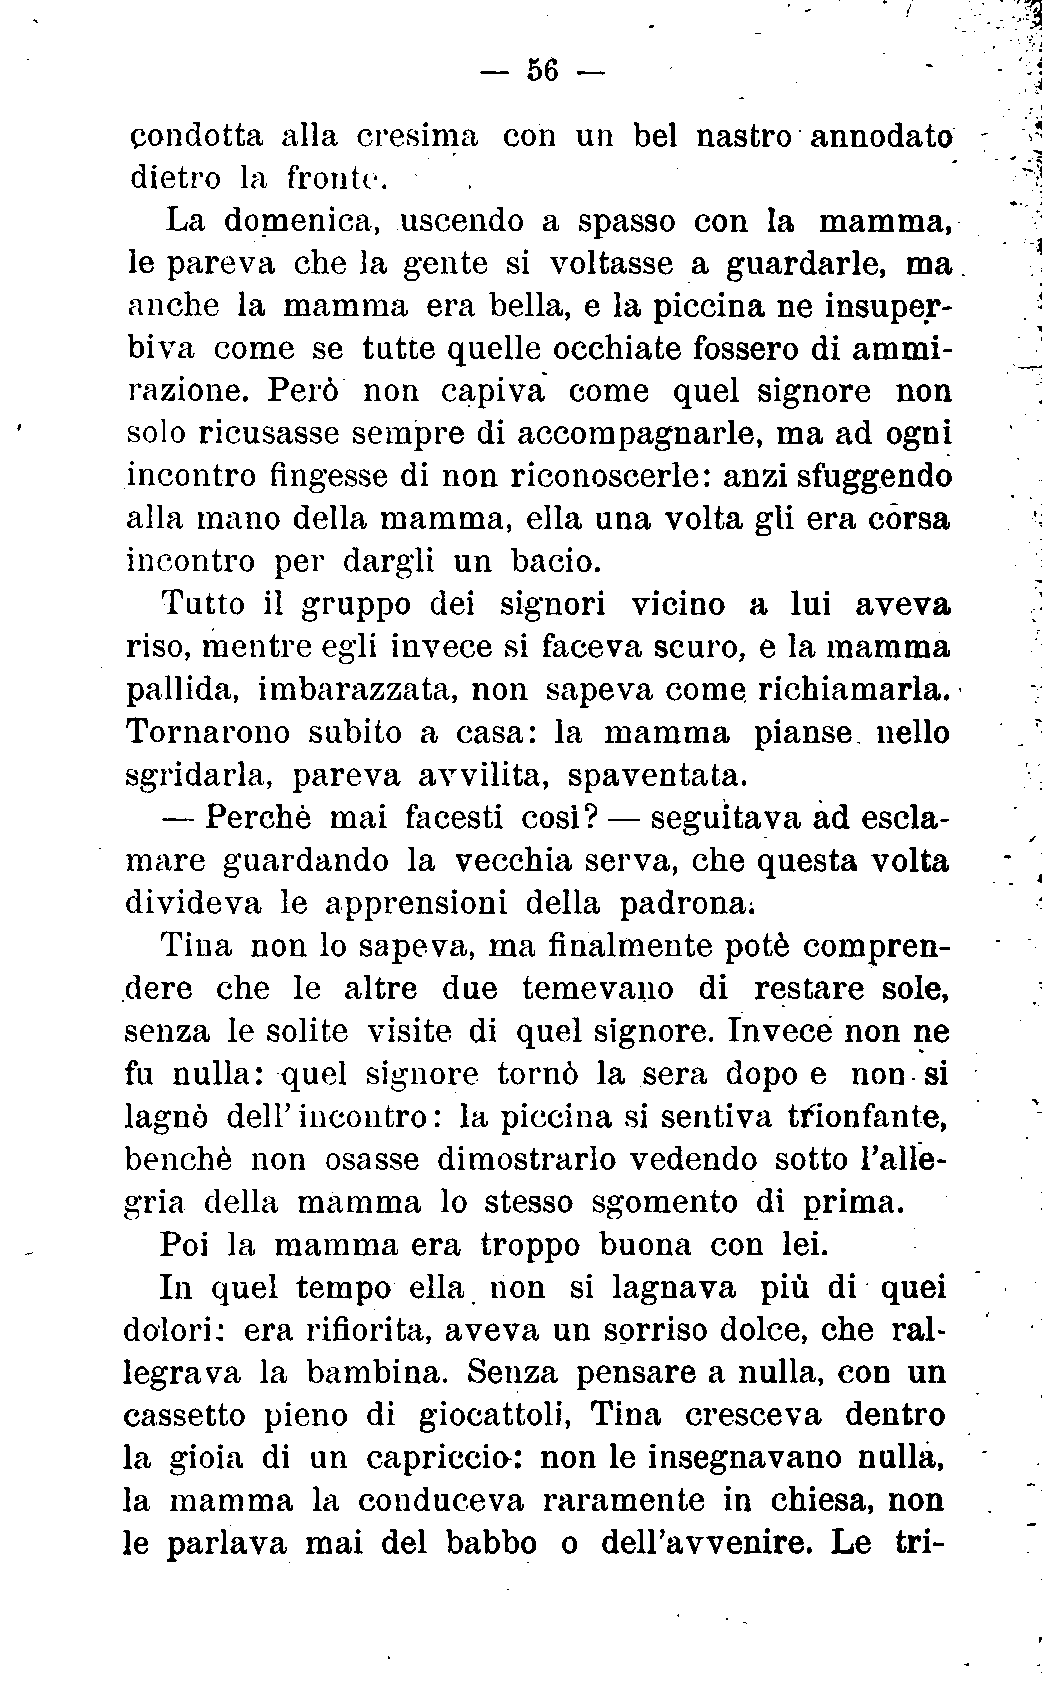 — 56 —
condotta alla cresima con un bel nastro annodato
dietro la fronte.
La domenica, uscendo a spasso con la mamma,
le pareva che la gente si voltasse a guardarle, ma
anche la mamma era bella, e la piccina ne insuper-
biva come se tutte quelle occhiate fossero di ammi-
razione. Però non capiva come quel signore non
solo ricusasse sempre di accompagnarle, ma ad ogni
incontro fingesse di non riconoscerle: anzi sfuggendo
alla mano della mamma, ella una volta gli era côrsa
incontro per dargli un bacio.
Tutto il gruppo dei signori vicino a lui aveva
riso, mentre egli invece si faceva scuro, e la mamma
pallida, imbarazzata, non sapeva come richiamarla.
Tornarono subito a casa: la mamma pianse nello
sgridarla, pareva avvilita, spaventata.
— Perchè mai facesti così? — seguitava ad escla-
mare guardando la vecchia serva, che questa volta
divideva le apprensioni della padrona.
Tina non lo sapeva, ma finalmente potè compren-
dere che le altre due temevano di restare sole,
senza le solite visite di quel signore. Invece non ne
fu nulla: quel signore tornò la sera dopo e non si
lagnò dell'incontro: la piccina si sentiva trionfante,
benchè non osasse dimostrarlo vedendo sotto l'alle-
gria della mamma lo stesso sgomento di prima.
Poi la mamma era troppo buona con lei.
In quel tempo ella non si lagnava più di quei
dolori: era rifiorita, aveva un sorriso dolce, che ral-
legrava la bambina. Senza pensare a nulla, con un
cassetto pieno di giocattoli, Tina cresceva dentro
la gioia di un capriccio: non le insegnavano nulla,
la mamma la conduceva raramente in chiesa, non
le parlava mai del babbo o dell'avvenire. Le tri-